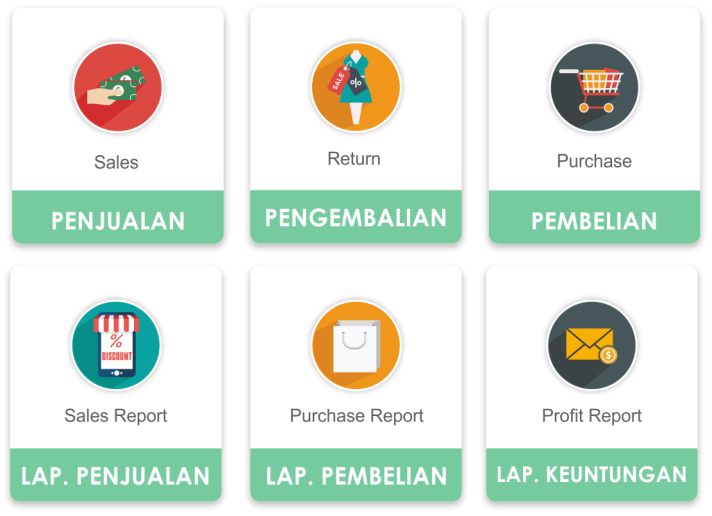 SALE
%
Sales
Return
Purchase
PENJUALAN
PENGEMBALIAN
PEMBELIAN
%
DISCOUNT
$
Sales Report
Purchase Report
Profit Report
LAP. PENJUALAN
LAP. PEMBELIAN
LAP. KEUNTUNGAN